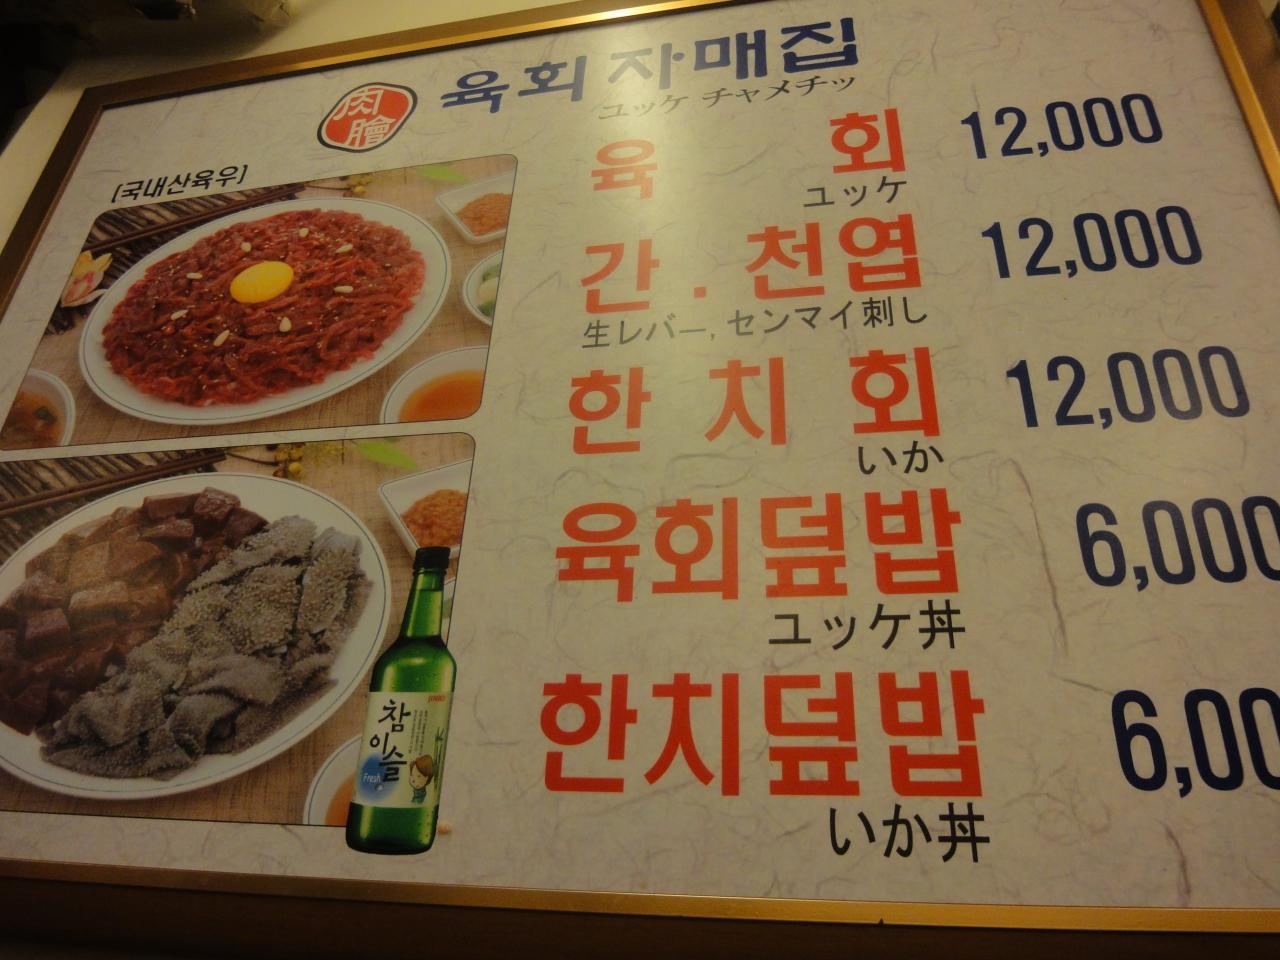 肉膾
육회 자매집
ユッケ チャメチッ
[국내산육우]
육 회 12,000
ユッケ
간 . 천엽 12,000
生レバー, センマイ刺し
한 치 회 12,000
いか
육회덮밥 6,000
ユッケ丼
한치덮밥 6,00
いか丼
JINRO
참이슬
Fresh